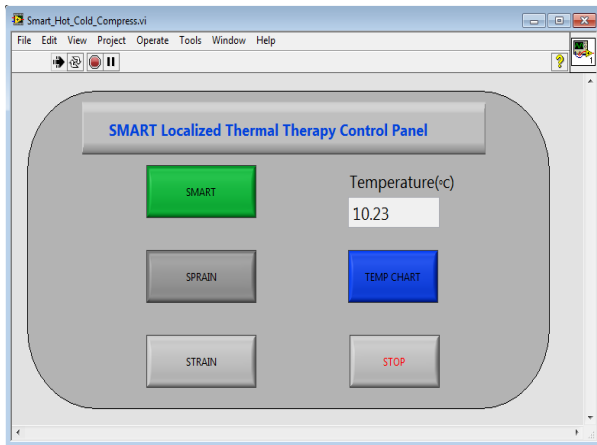 Smart_Hot_Cold_Compress.vi
File Edit View Project Operate Tools Window Help
?
1
SMART Localized Thermal Therapy Control Panel
SMART
Temperature(°c)
10.23
SPRAIN
TEMP CHART
STRAIN
STOP